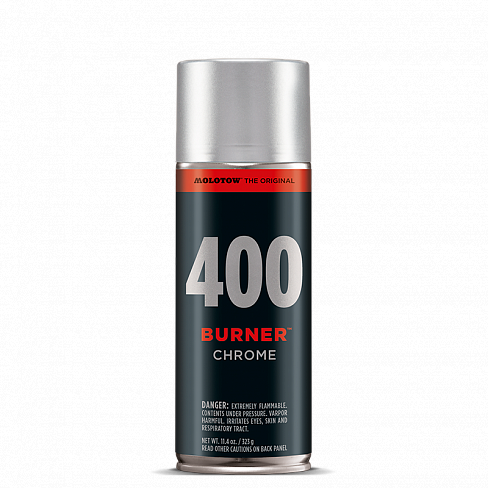 MOLOTOW THE ORIGINAL
400
BURNER™
CHROME
DANGER: EXTREMELY FLAMMABLE.
CONTENTS UNDER PRESSURE. VARPOR
HARMFUL. IRRITATES EYES, SKIN AND
RESPIRATORY TRACT.
NET WT. 11.4 oz. / 323 g
READ OTHER CAUTIONS ON BACK PANEL